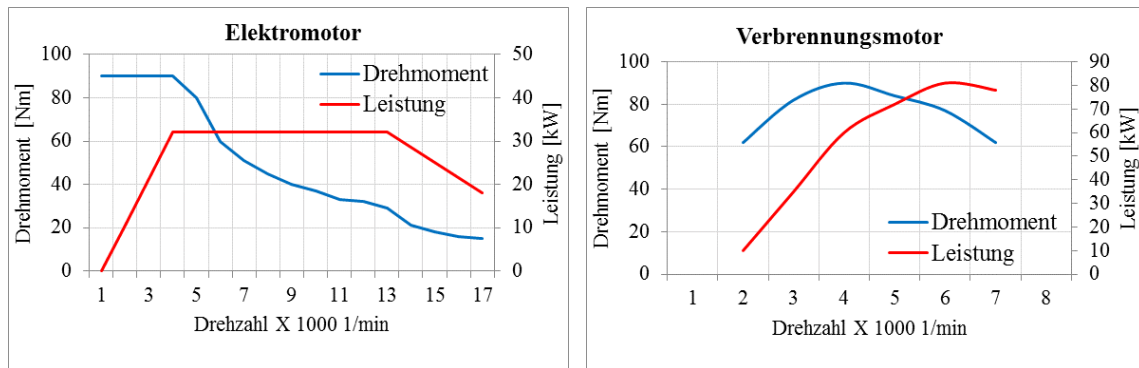 Elektromotor
Drehmoment [Nm]
100
80
60
40
20
0
Drehmoment
Leistung
50
40
30
20
10
0
Leistung [kW]
1 3 5 7 9 11 13 15 17
Drehzahl X 1000 1/min
Verbrennungsmotor
Drehmoment [Nm]
100
80
60
40
20
0
Drehmoment
Leistung
90
80
70
60
50
40
30
20
10
0
Leistung [kW]
1 2 3 4 5 6 7 8
Drehzahl X 1000 1/min